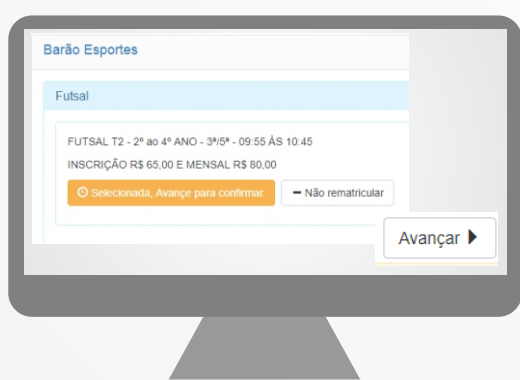 Barão Esportes
Futsal
FUTSAL T2 - 2º ao 4º ANO - 3ª/5ª - 09:55 ÀS 10:45
INSCRIÇÃO R$ 65,00 E MENSAL R$ 80,00
Selecionada, Avançe para confirmar.
Não rematricular
Avançar